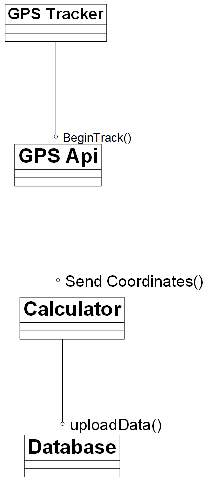 GPS Tracker
BeginTrack()
GPS Api
Send Coordinates()
Calculator
uploadData()
Database